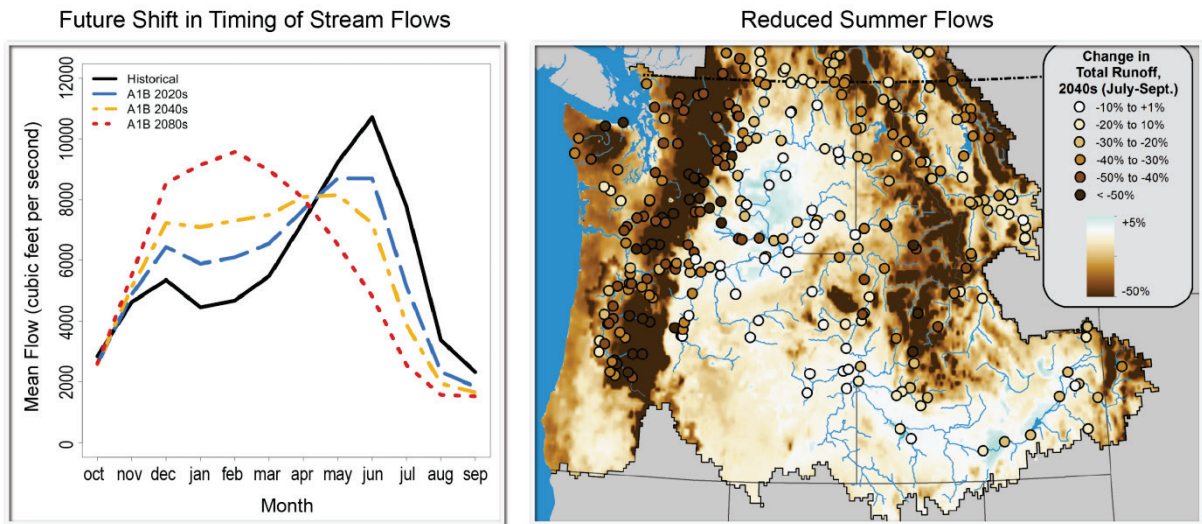 Future Shift in Timing of Stream Flows
Reduced Summer Flows
Historical
A1B 2020s
A1B 2040s
A1B 2080s
Mean Flow (cubic feet per second)
12000
10000
8000
6000
4000
2000
0
oct nov dec jan feb mar apr may jun jul aug sep
Month
Change in
Total Runoff,
2040s (July-Sept.)
-10% to +1%
-20% to 10%
-30% to -20%
-40% to -30%
-50% to -40%
< -50%
+5%
-50%